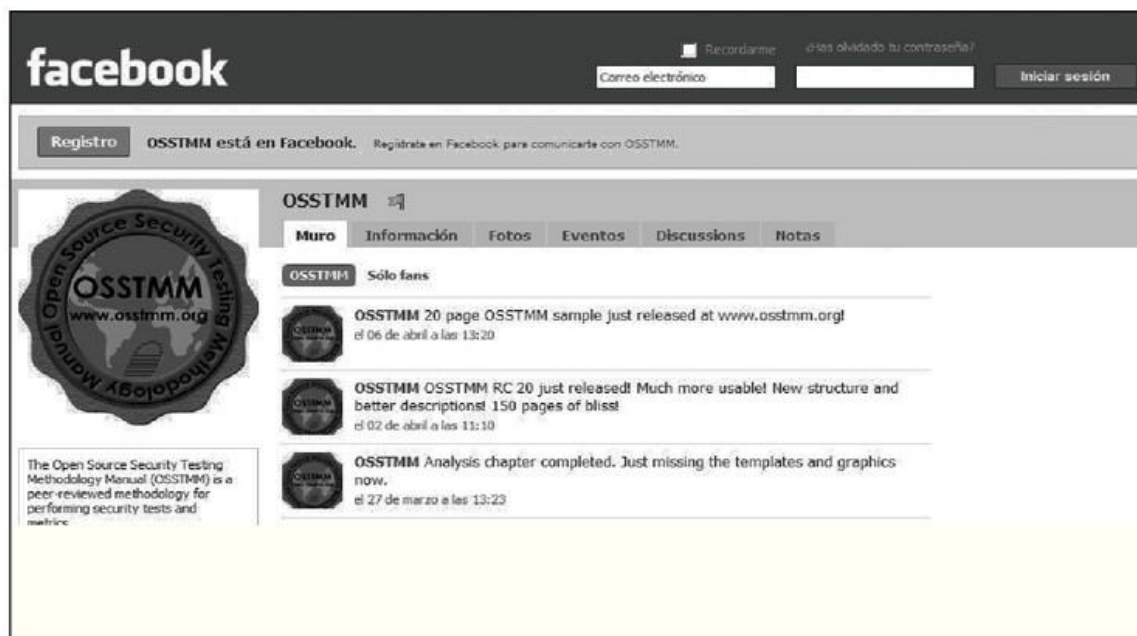 facebook
Recordarme
¿Has olvidado tu contraseña?
Correo electrónico
Iniciar sesión
Registro
OSSTMM está en Facebook. Regístrate en Facebook para comunicarte con OSSTMM.
Open Source Security Testing Methodology Manual
OSSTMM
www.osstmm.org
OSSTMM
Muro Información Fotos Eventos Discussions Notas
OSSTMM Sólo fans
OSSTMM 20 page OSSTMM sample just released at www.osstmm.org!
el 06 de abril a las 13:20
OSSTMM OSSTMM RC 20 just released! Much more usable! New structure and
better descriptions! 150 pages of bliss!
el 02 de abril a las 11:10
OSSTMM Analysis chapter completed. Just missing the templates and graphics
now.
el 27 de marzo a las 13:23
The Open Source Security Testing
Methodology Manual (OSSTMM) is a
peer-reviewed methodology for
performing security tests and
metrics